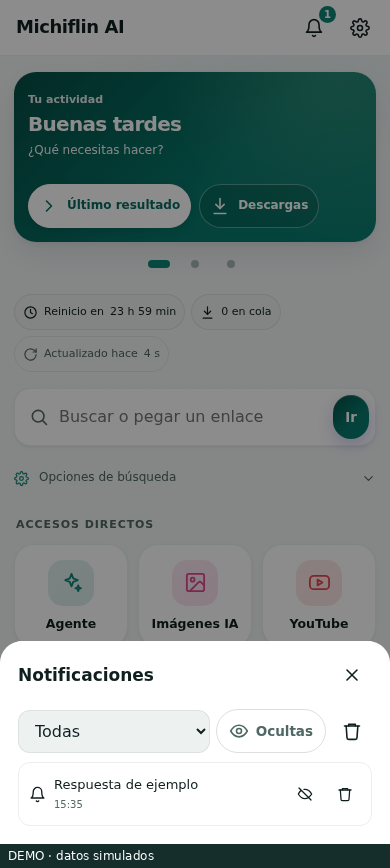 Michiflin AI
1
Tu actividad
Buenas tardes
¿Qué necesitas hacer?
Último resultado
Descargas
Reinicio en 23 h 59 min
0 en cola
Actualizado hace 4 s
Buscar o pegar un enlace
Ir
Opciones de búsqueda
ACCESOS DIRECTOS
Agente
Imágenes IA
YouTube
Notificaciones
Todas
Ocultas
Respuesta de ejemplo
15:35
DEMO · datos simulados